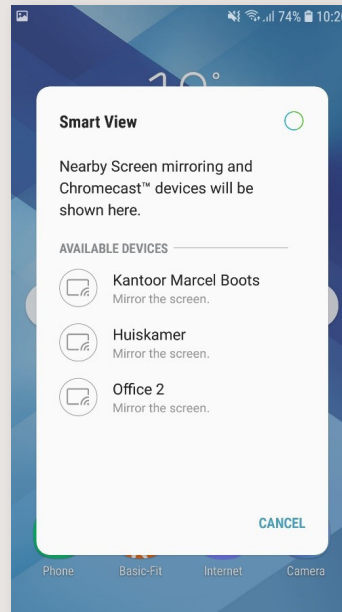 74% 10:20
Smart View
Nearby Screen mirroring and
Chromecast™ devices will be
shown here.
AVAILABLE DEVICES
Kantoor Marcel Boots
Mirror the screen.
Huiskamer
Mirror the screen.
Office 2
Mirror the screen.
CANCEL
Phone Basic-Fit Internet Camera